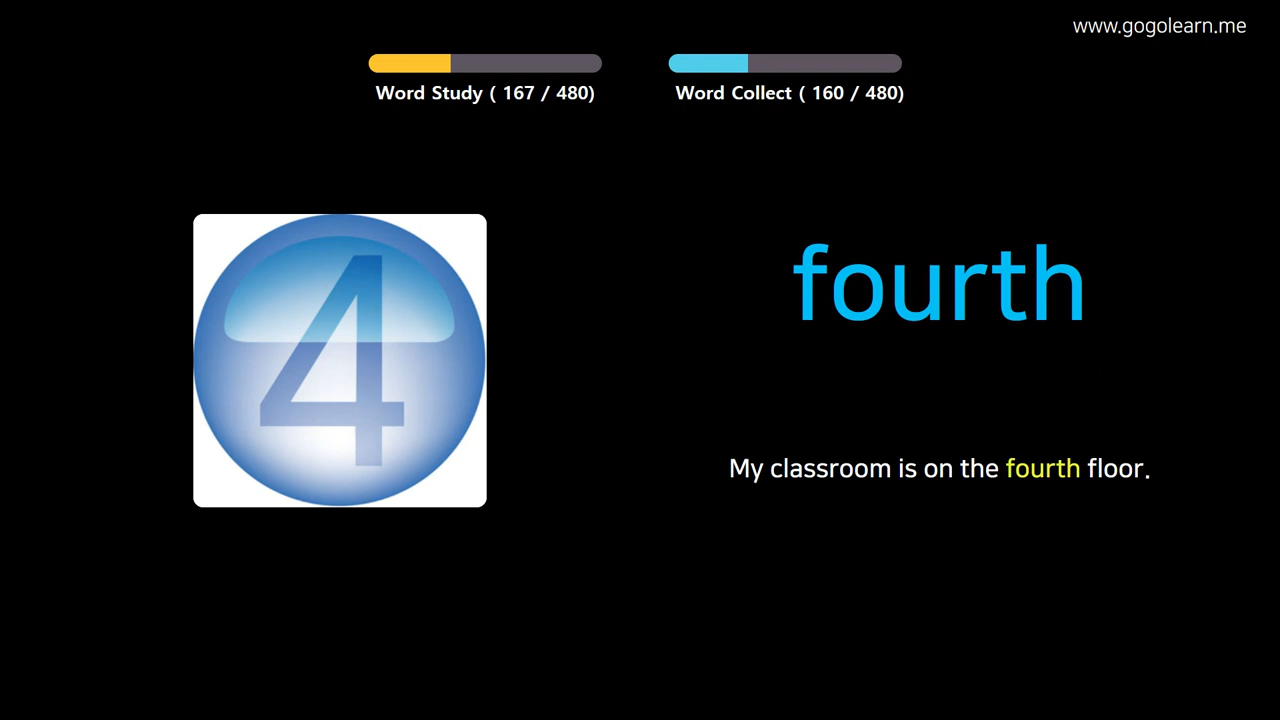 www.gogolearn.me
Word Study ( 167 / 480)
Word Collect ( 160 / 480)
4
fourth
My classroom is on the fourth floor.